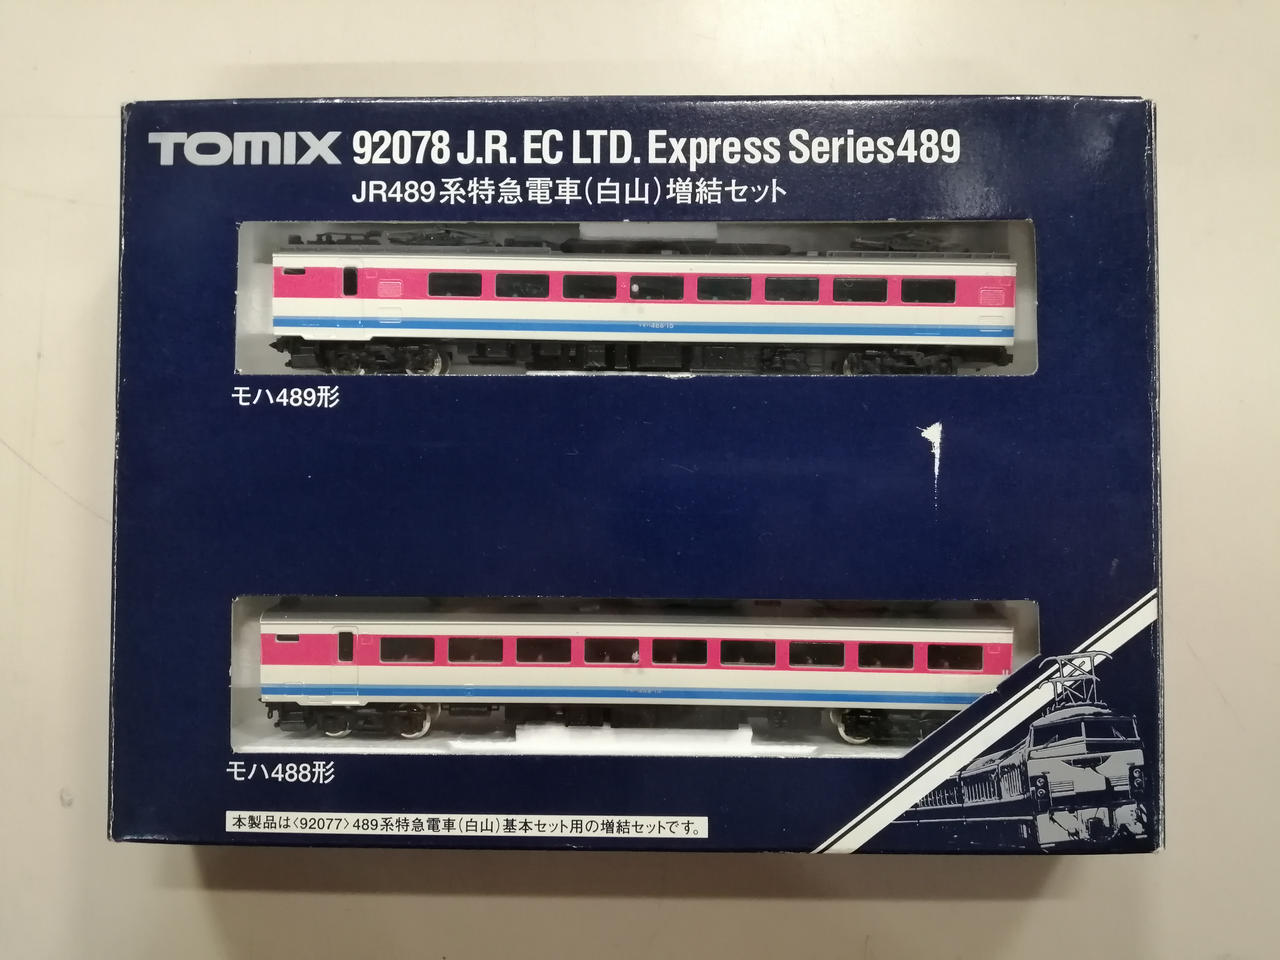 TOMIX 92078 J.R. EC LTD. Express Series489
JR489系特急電車(白山)増結セット
モハ489形
モハ488形
本製品は〈92077〉489系特急電車(白山)基本セット用の増結セットです。